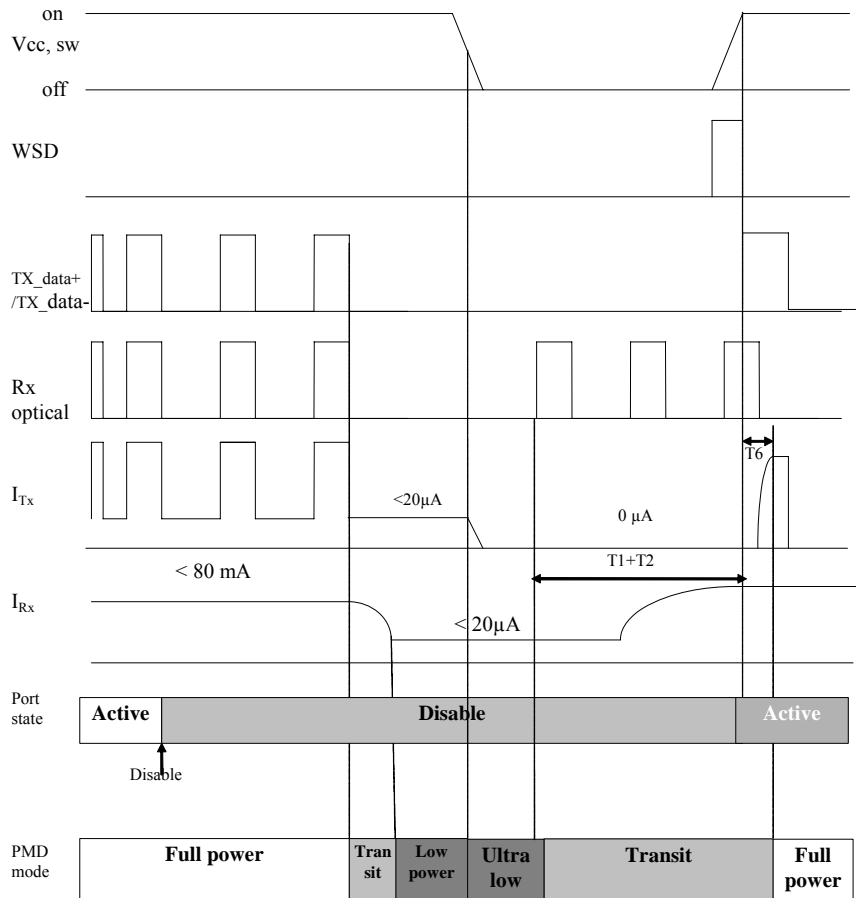 on
Vcc, sw
off
WSD
TX_data+
/TX_data-
Rx
optical
T6
I_Tx
<20µA
0 µA
T1+T2
< 80 mA
I_Rx
< 20µA
Port
state
Active
Disable
Active
Disable
PMD
mode
Full power
Tran
sit
Low
power
Ultra
low
Transit
Full
power